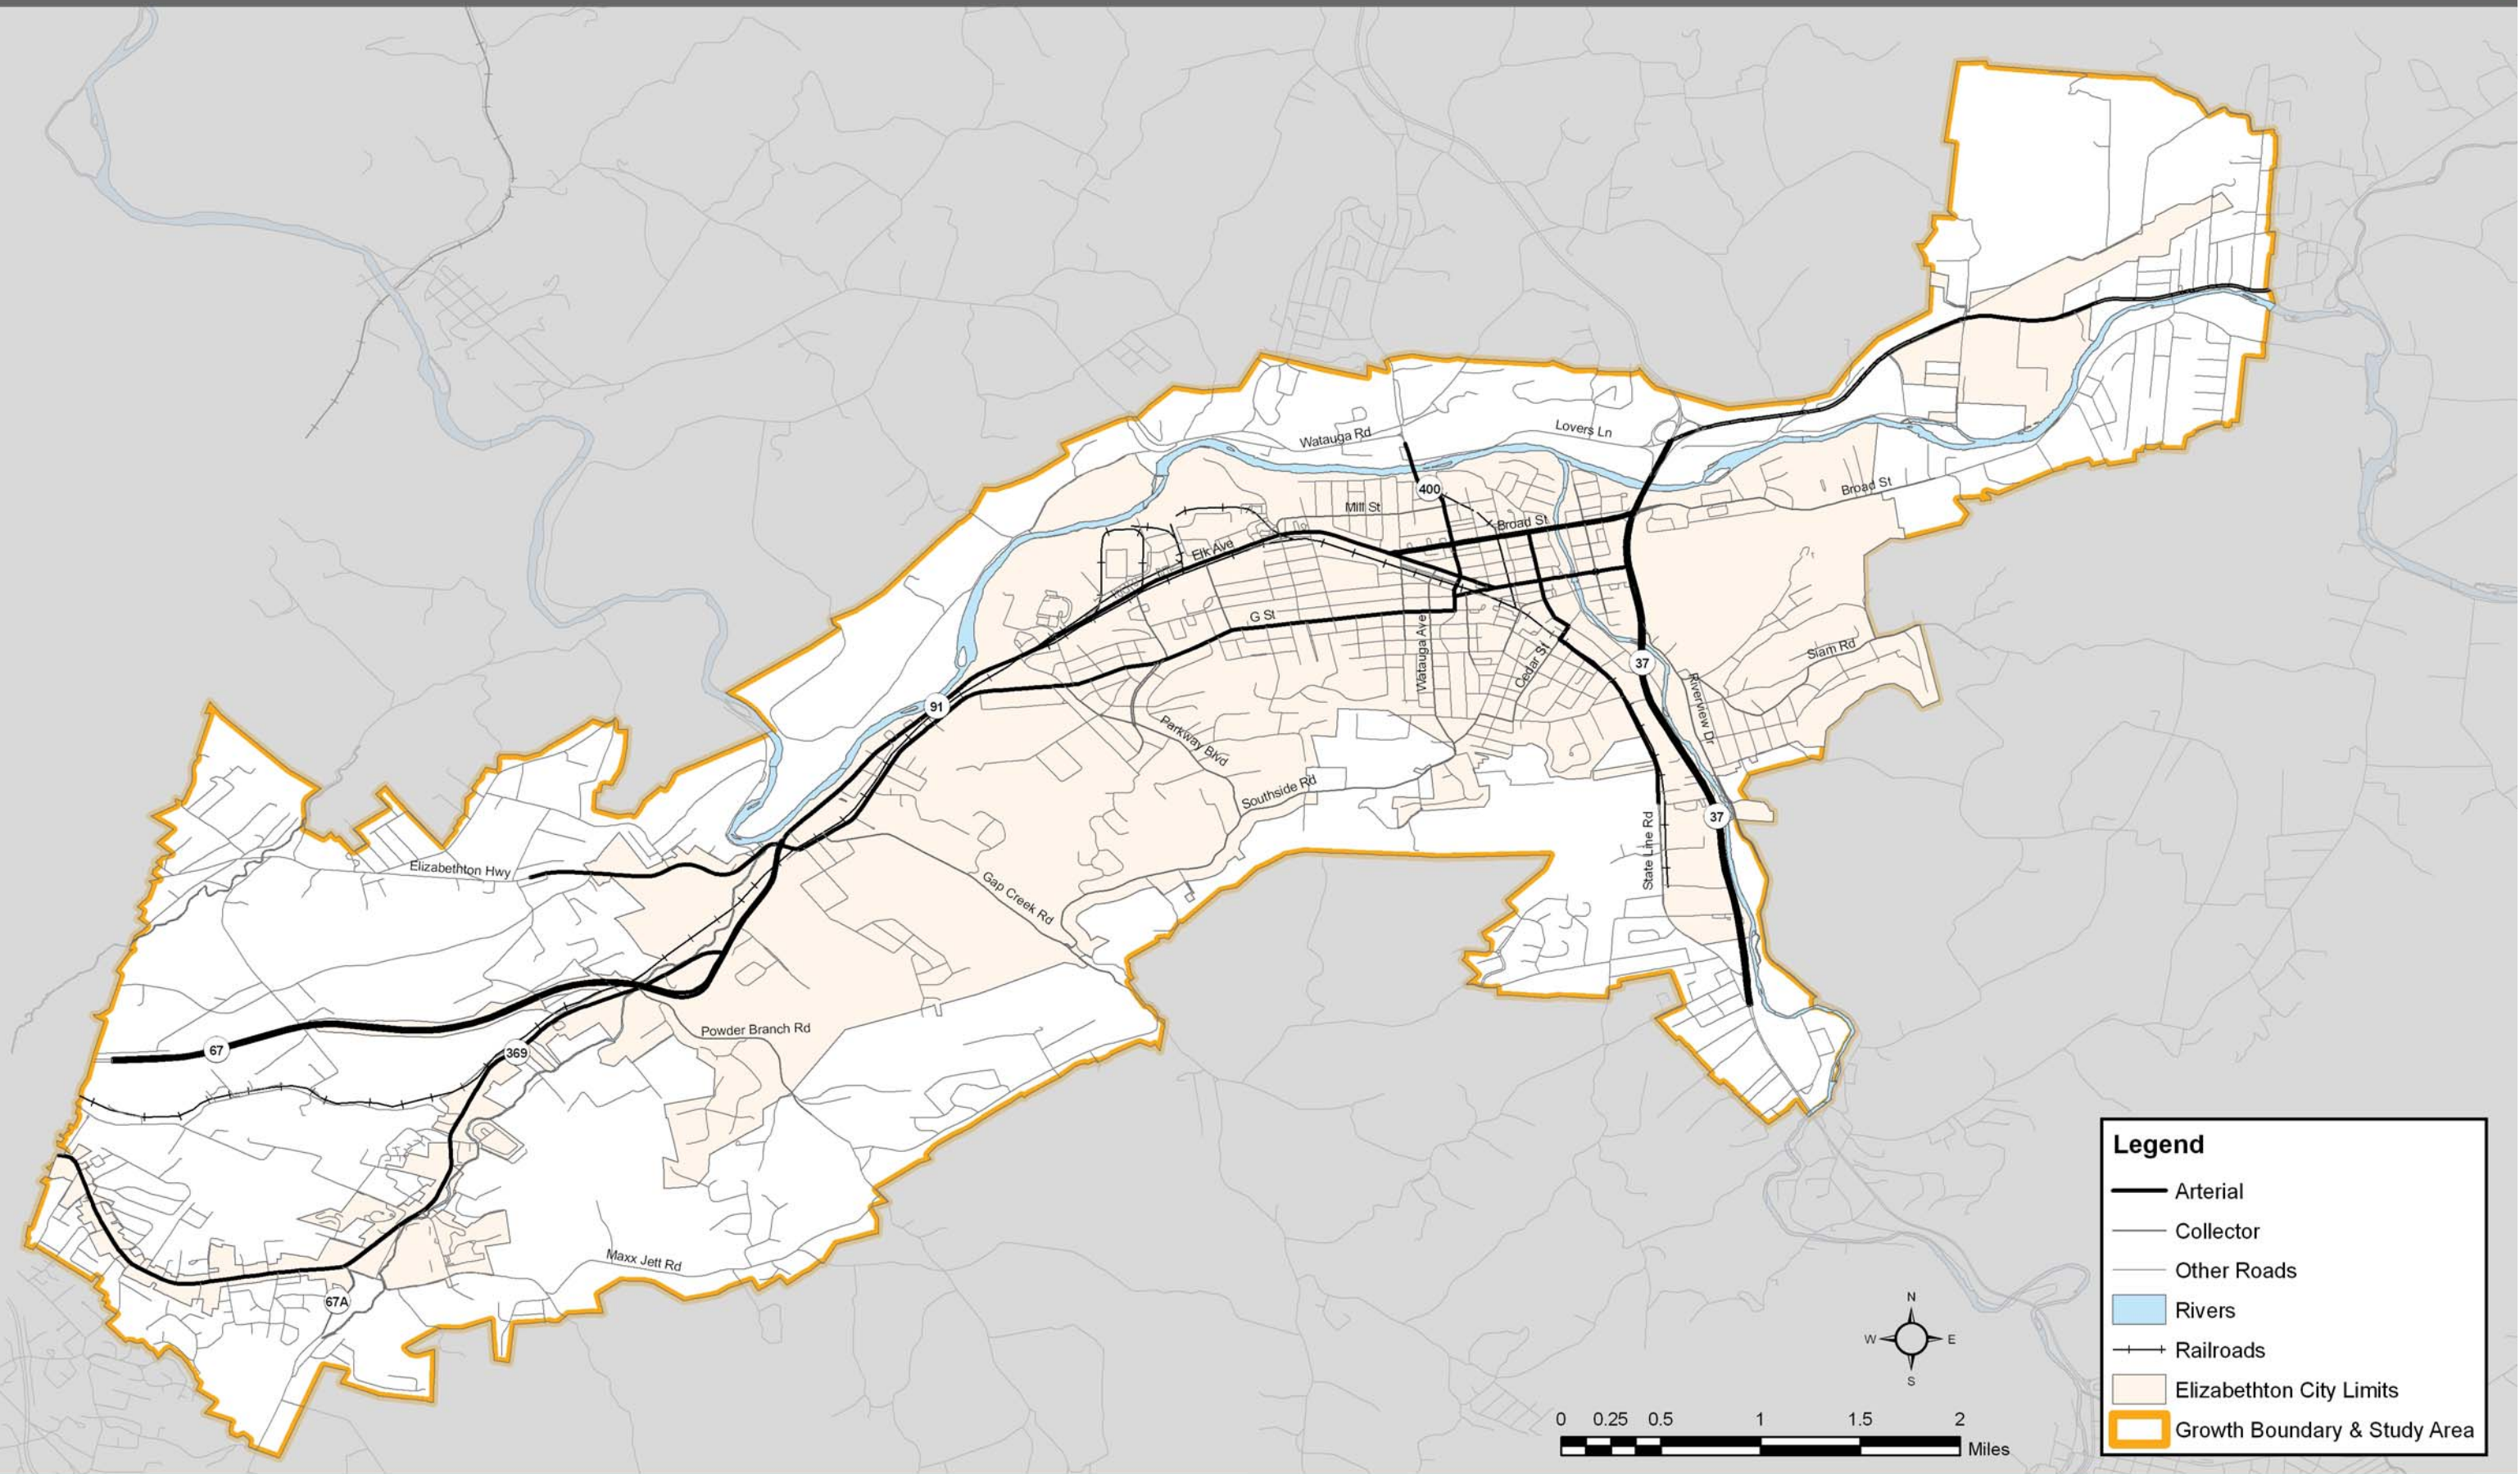 Watauga Rd
Lovers Ln
400
Mill St
Broad St
Broad St
Elk Ave
G St
Watauga Ave
Cedar St
37
Siam Rd
Riverview Dr
91
Parkway Blvd
Southside Rd
37
State Line Rd
Elizabethton Hwy
Gap Creek Rd
Powder Branch Rd
67
369
Maxx Jett Rd
67A
N
W E
S
0 0.25 0.5 1 1.5 2
Miles
Legend
Arterial
Collector
Other Roads
Rivers
Railroads
Elizabethton City Limits
Growth Boundary & Study Area